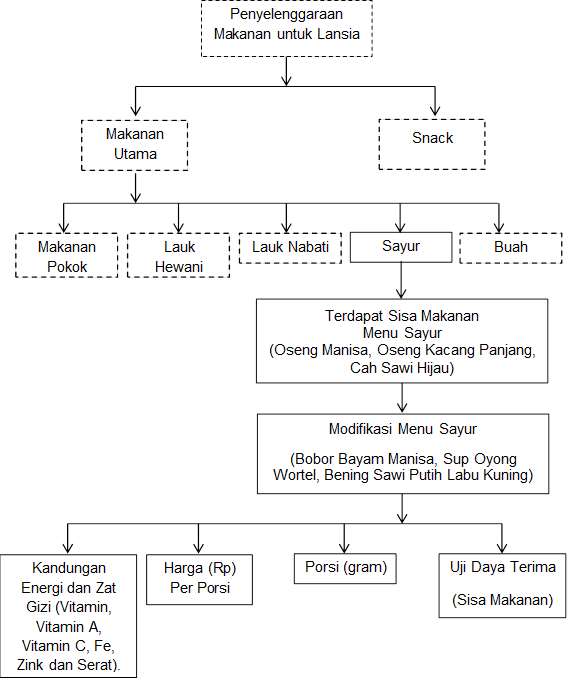 Penyelenggaraan
Makanan untuk Lansia
Makanan
Utama
Snack
Makanan
Pokok
Lauk
Hewani
Lauk Nabati
Sayur
Buah
Terdapat Sisa Makanan
Menu Sayur
(Oseng Manisa, Oseng Kacang Panjang,
Cah Sawi Hijau)
Modifikasi Menu Sayur
(Bobor Bayam Manisa, Sup Oyong
Wortel, Bening Sawi Putih Labu Kuning)
Kandungan
Energi dan Zat
Gizi (Vitamin,
Vitamin A,
Vitamin C, Fe,
Zink dan Serat).
Harga (Rp)
Per Porsi
Porsi (gram)
Uji Daya Terima
(Sisa Makanan)